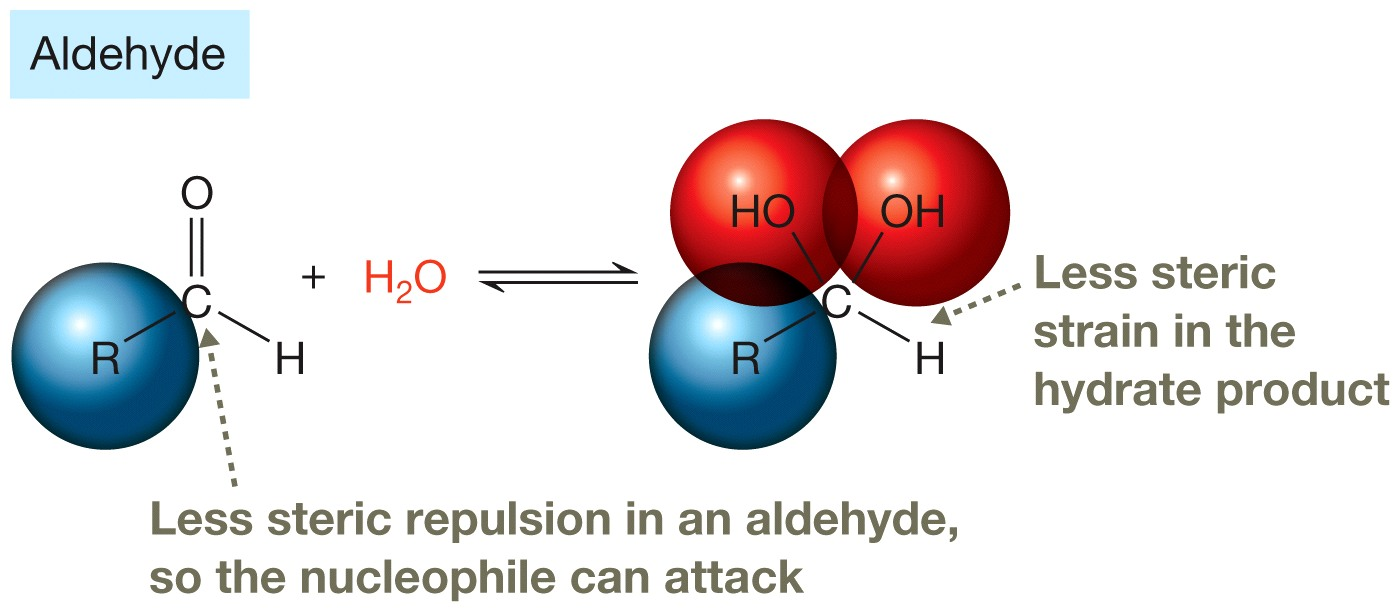 Aldehyde
O
C
R
H
+ H₂O
HO OH
C
R
H
Less steric
strain in the
hydrate product
Less steric repulsion in an aldehyde,
so the nucleophile can attack